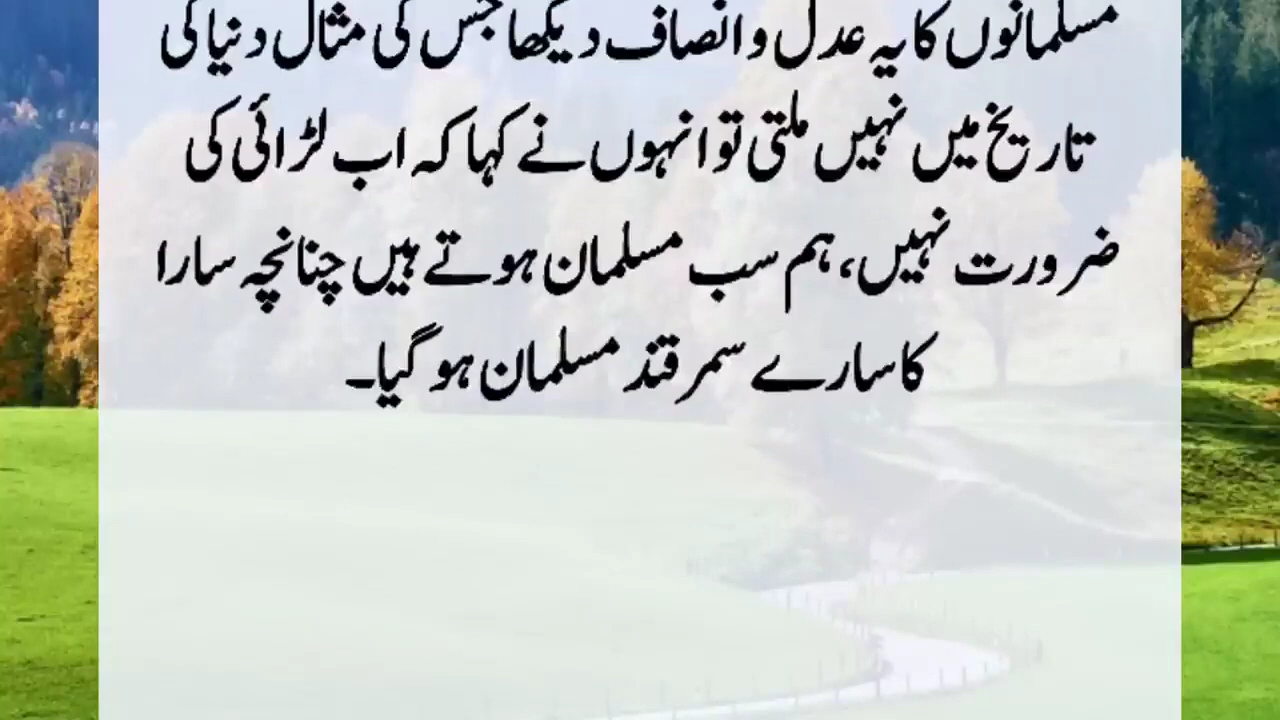 مسلمانوں کا یہ عدل و انصاف دیکھا جس کی مثال دنیا کی
تاریخ میں نہیں ملتی تو انہوں نے کہا کہ اب لڑائی کی
ضرورت نہیں، ہم سب مسلمان ہوتے ہیں چنانچہ سارا
کا سارے سمرقند مسلمان ہو گیا۔